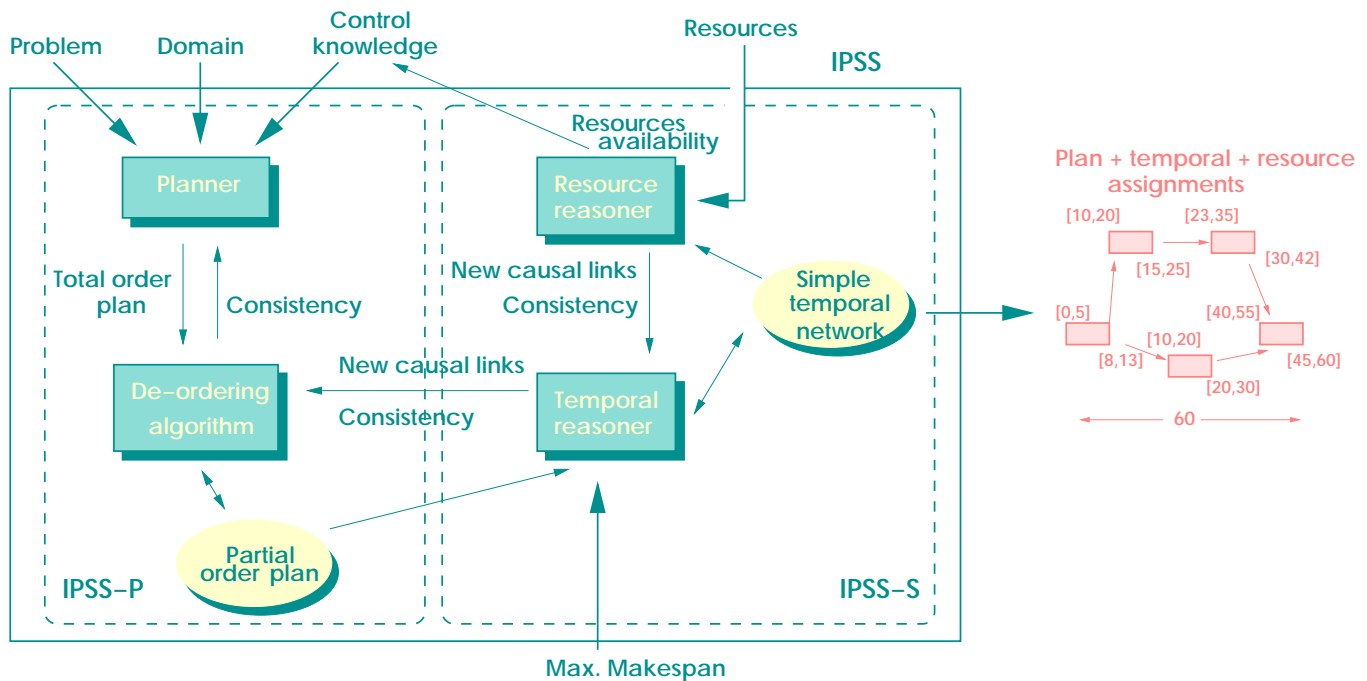 Problem
Domain
Control
knowledge
Resources
IPSS
Resources
availability
Planner
Resource
reasoner
Total order
plan
Consistency
New causal links
Consistency
Simple
temporal
network
New causal links
Consistency
De-ordering
algorithm
Temporal
reasoner
Partial
order plan
IPSS-P
IPSS-S
Max. Makespan
Plan + temporal + resource
assignments
[10,20]
[23,35]
[15,25]
[30,42]
[0,5]
[40,55]
[10,20]
[8,13]
[45,60]
[20,30]
60